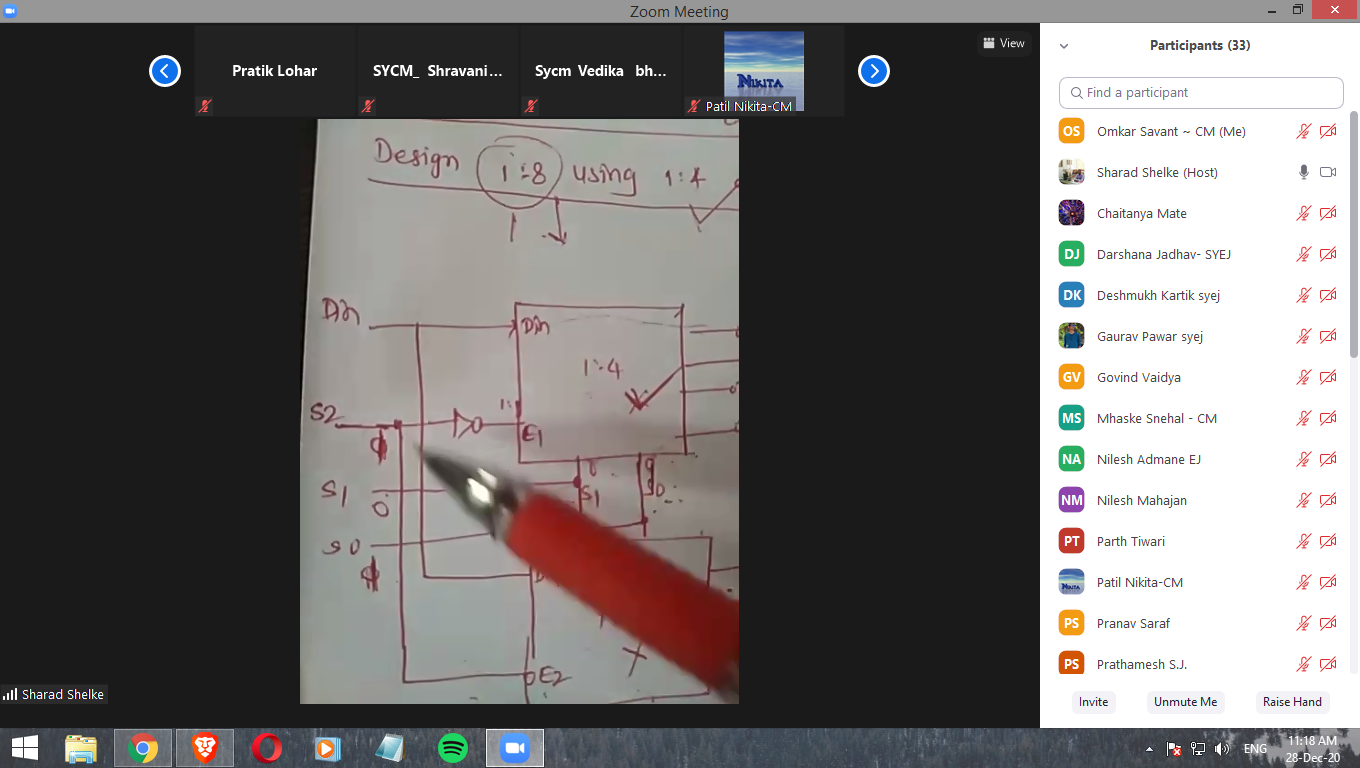 Zoom Meeting
View
Pratik Lohar
SYCM_ Shravani...
Sycm Vedika bh...
NIKITA
Patil Nikita-CM
Design 1:8 using 1:4
Din
Din
1:4
S2
E1
S1
0
S1
S0
S0
E2
Sharad Shelke
Participants (33)
Find a participant
OS Omkar Savant ~ CM (Me)
Sharad Shelke (Host)
Chaitanya Mate
DJ Darshana Jadhav- SYEJ
DK Deshmukh Kartik syej
Gaurav Pawar syej
GV Govind Vaidya
MS Mhaske Snehal - CM
NA Nilesh Admane EJ
NM Nilesh Mahajan
PT Parth Tiwari
NIKITA Patil Nikita-CM
PS Pranav Saraf
PS Prathamesh S.J.
Invite
Unmute Me
Raise Hand
ENG
11:18 AM
28-Dec-20